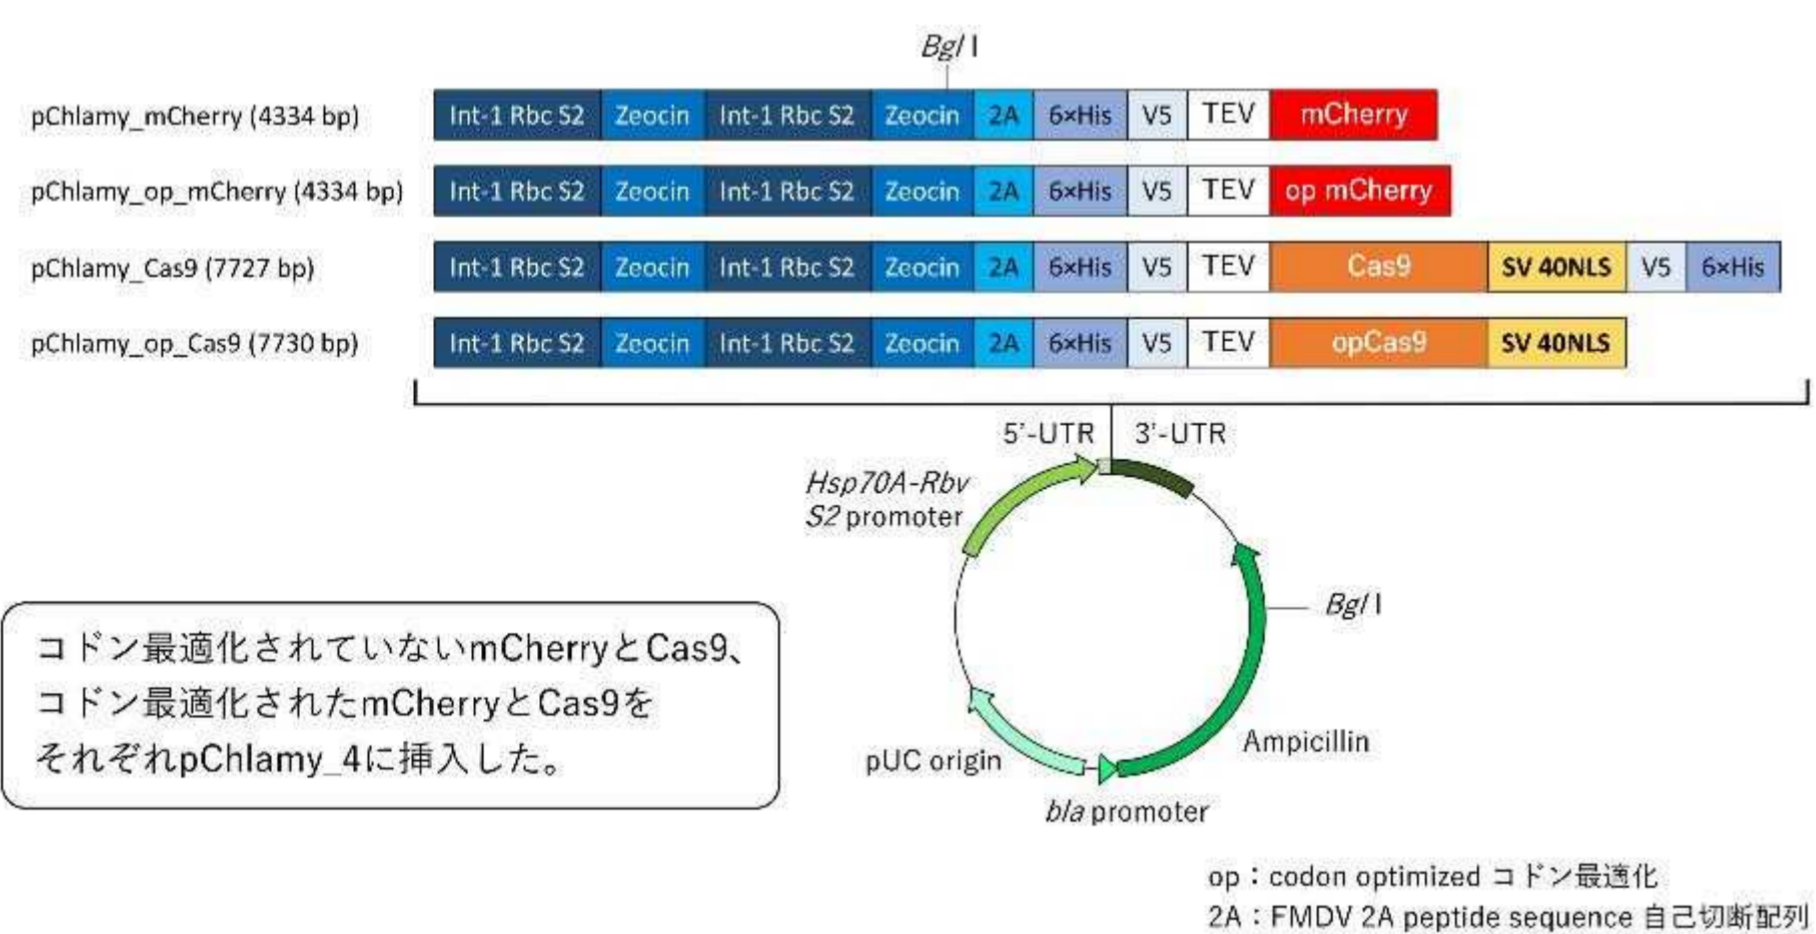 Bgl I
pChlamy_mCherry (4334 bp) Int-1 Rbc S2 Zeocin Int-1 Rbc S2 Zeocin 2A 6×His V5 TEV mCherry
pChlamy_op_mCherry (4334 bp) Int-1 Rbc S2 Zeocin Int-1 Rbc S2 Zeocin 2A 6×His V5 TEV op mCherry
pChlamy_Cas9 (7727 bp) Int-1 Rbc S2 Zeocin Int-1 Rbc S2 Zeocin 2A 6×His V5 TEV Cas9 SV 40NLS V5 6×His
pChlamy_op_Cas9 (7730 bp) Int-1 Rbc S2 Zeocin Int-1 Rbc S2 Zeocin 2A 6×His V5 TEV opCas9 SV 40NLS
5'-UTR 3'-UTR
Hsp70A-Rbv
S2 promoter
Bgl I
Ampicillin
pUC origin
bla promoter
コドン最適化されていないmCherryとCas9、
コドン最適化されたmCherryとCas9を
それぞれpChlamy_4に挿入した。
op：codon optimized コドン最適化
2A：FMDV 2A peptide sequence 自己切断配列